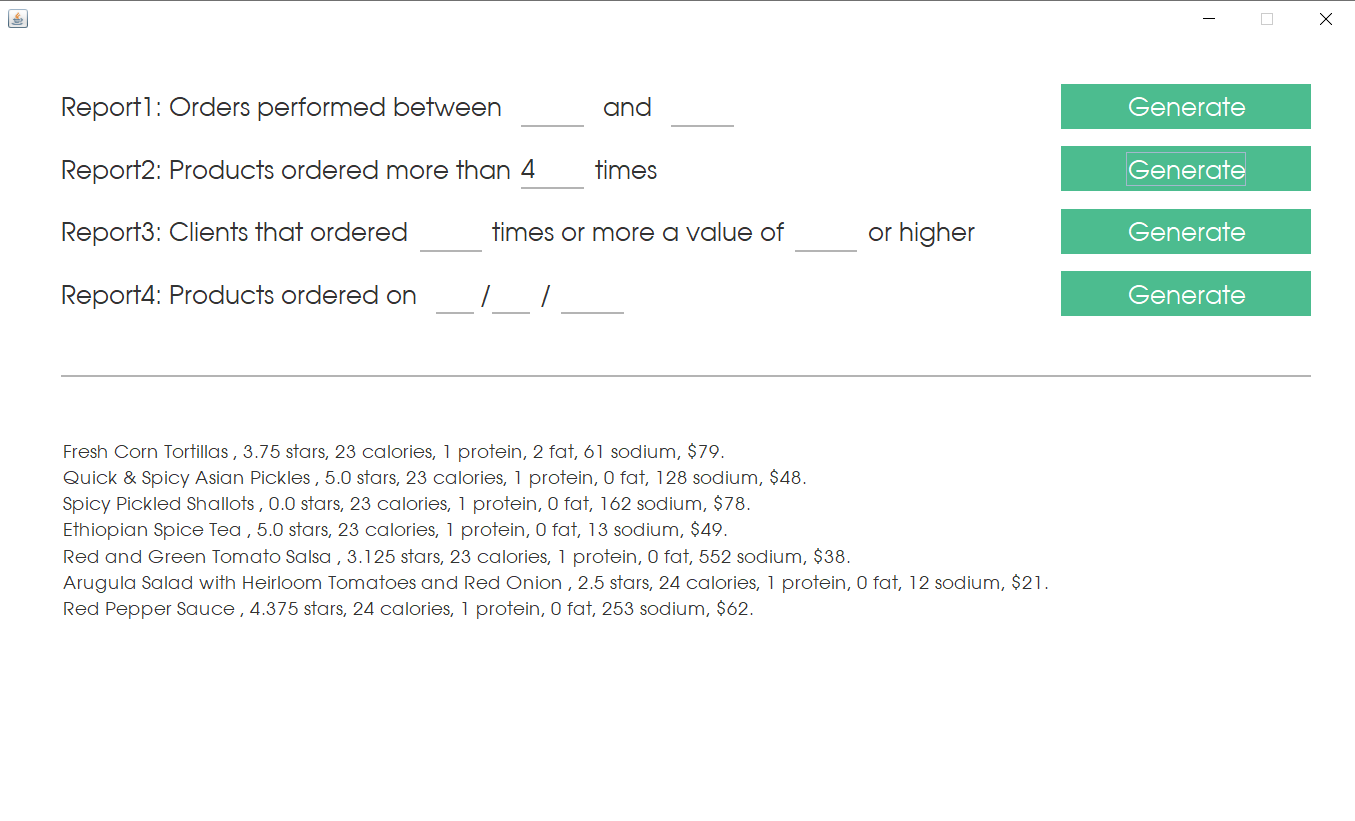 Report1: Orders performed between and Generate
Report2: Products ordered more than 4 times Generate
Report3: Clients that ordered times or more a value of or higher Generate
Report4: Products ordered on / / Generate
Fresh Corn Tortillas , 3.75 stars, 23 calories, 1 protein, 2 fat, 61 sodium, $79.
Quick & Spicy Asian Pickles , 5.0 stars, 23 calories, 1 protein, 0 fat, 128 sodium, $48.
Spicy Pickled Shallots , 0.0 stars, 23 calories, 1 protein, 0 fat, 162 sodium, $78.
Ethiopian Spice Tea , 5.0 stars, 23 calories, 1 protein, 0 fat, 13 sodium, $49.
Red and Green Tomato Salsa , 3.125 stars, 23 calories, 1 protein, 0 fat, 552 sodium, $38.
Arugula Salad with Heirloom Tomatoes and Red Onion , 2.5 stars, 24 calories, 1 protein, 0 fat, 12 sodium, $21.
Red Pepper Sauce , 4.375 stars, 24 calories, 1 protein, 0 fat, 253 sodium, $62.